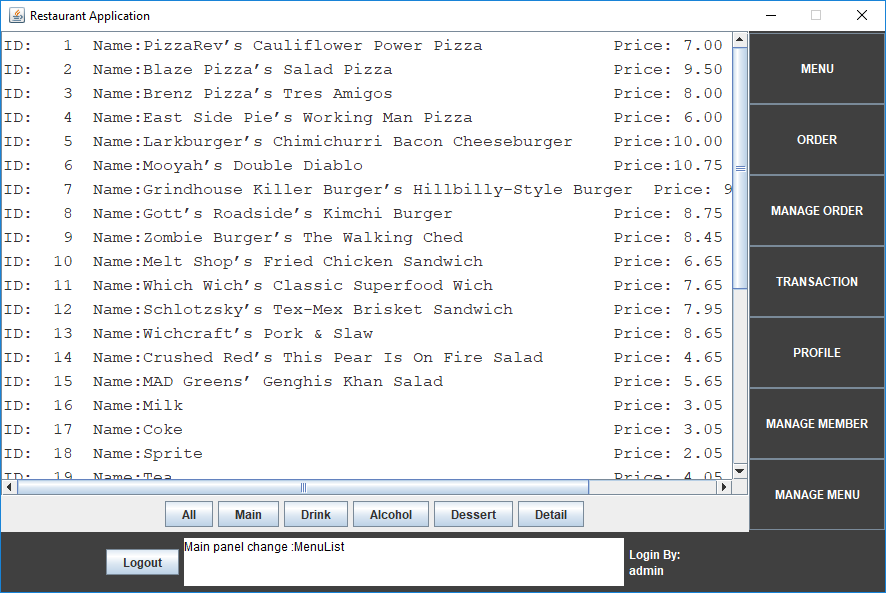 Restaurant Application
ID: 1 Name:PizzaRev’s Cauliflower Power Pizza Price: 7.00
ID: 2 Name:Blaze Pizza’s Salad Pizza Price: 9.50
ID: 3 Name:Brenz Pizza’s Tres Amigos Price: 8.00
ID: 4 Name:East Side Pie’s Working Man Pizza Price: 6.00
ID: 5 Name:Larkburger’s Chimichurri Bacon Cheeseburger Price:10.00
ID: 6 Name:Mooyah’s Double Diablo Price:10.75
ID: 7 Name:Grindhouse Killer Burger’s Hillbilly-Style Burger Price: 9
ID: 8 Name:Gott’s Roadside’s Kimchi Burger Price: 8.75
ID: 9 Name:Zombie Burger’s The Walking Ched Price: 8.45
ID: 10 Name:Melt Shop’s Fried Chicken Sandwich Price: 6.65
ID: 11 Name:Which Wich’s Classic Superfood Wich Price: 7.65
ID: 12 Name:Schlotzsky’s Tex-Mex Brisket Sandwich Price: 7.95
ID: 13 Name:Wichcraft’s Pork & Slaw Price: 8.65
ID: 14 Name:Crushed Red’s This Pear Is On Fire Salad Price: 4.65
ID: 15 Name:MAD Greens’ Genghis Khan Salad Price: 5.65
ID: 16 Name:Milk Price: 3.05
ID: 17 Name:Coke Price: 3.05
ID: 18 Name:Sprite Price: 2.05
ID: 19 Name:Tea Price: 4.05
MENU
ORDER
MANAGE ORDER
TRANSACTION
PROFILE
MANAGE MEMBER
MANAGE MENU
All Main Drink Alcohol Dessert Detail
Logout
Main panel change :MenuList
Login By:
admin